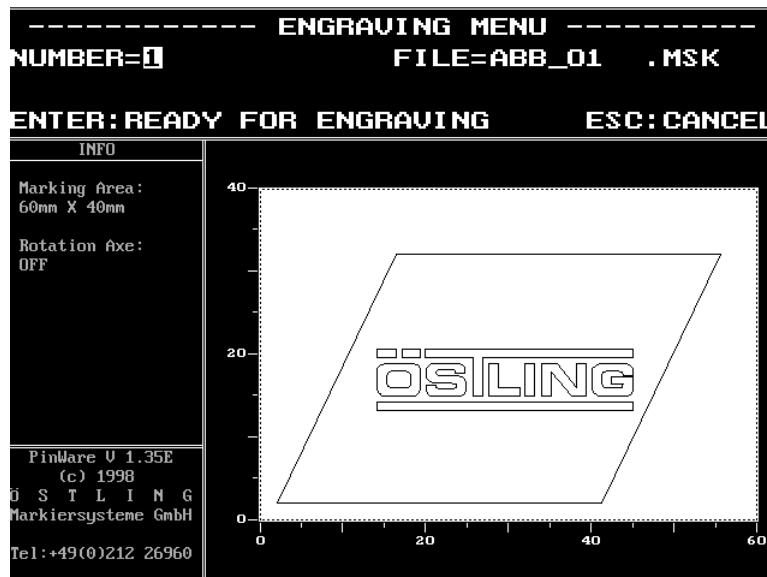 ------------ ENGRAVING MENU ----------
NUMBER=1 FILE=ABB_01 .MSK
ENTER:READY FOR ENGRAVING ESC:CANCEL
INFO
Marking Area:
60mm X 40mm
Rotation Axe:
OFF
PinWare V 1.35E
(c) 1998
Ö S T L I N G
Markiersysteme GmbH
Tel:+49(0)212 26960
40
20
0
ÖSTLING
0 20 40 60